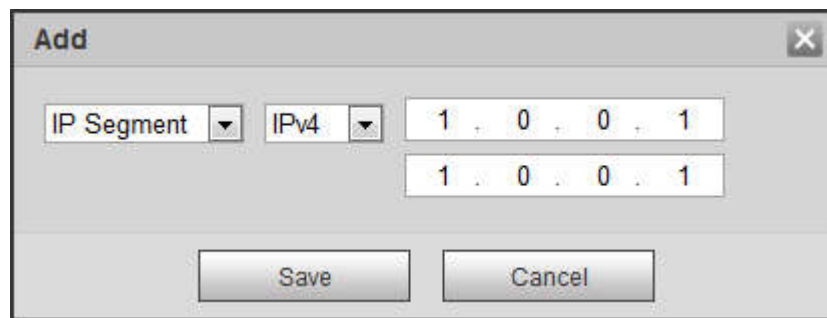 Add
IP Segment IPv4 1 . 0 . 0 . 1
1 . 0 . 0 . 1
Save Cancel